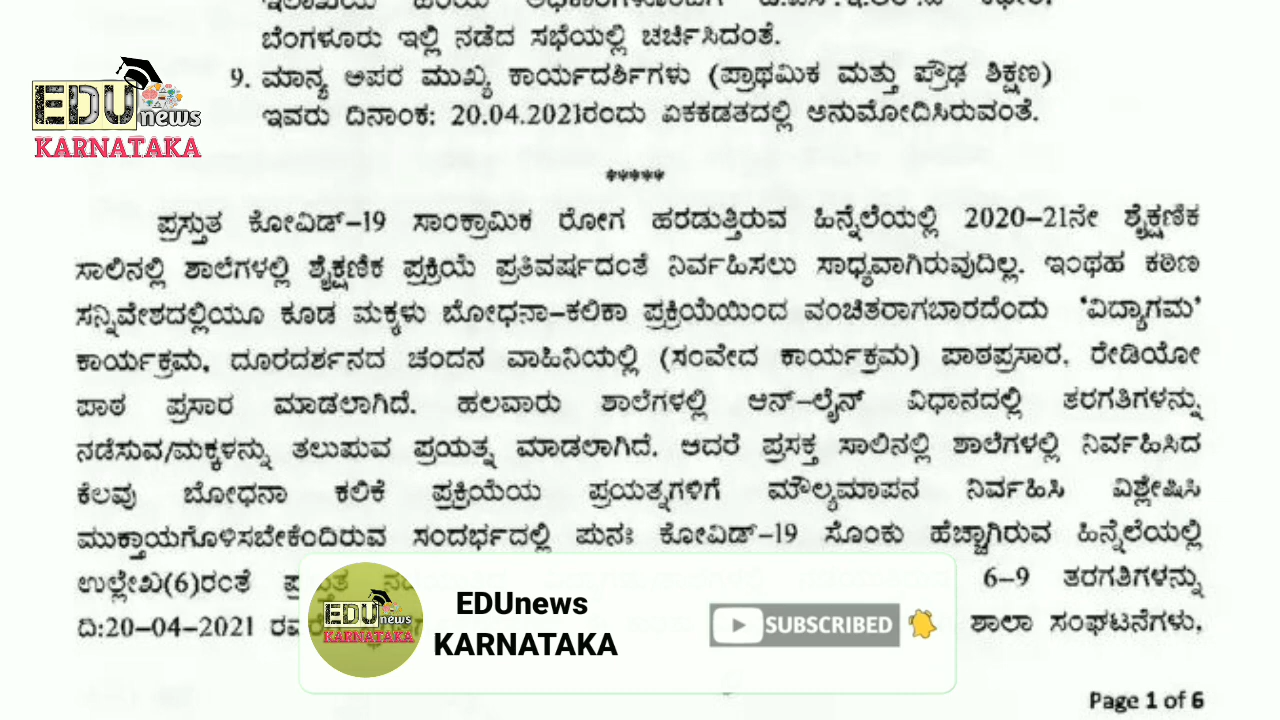 ಬೆಂಗಳೂರು ಇಲ್ಲಿ ನಡೆದ ಸಭೆಯಲ್ಲಿ ಚರ್ಚಿಸಿದಂತೆ.
9. ಮಾನ್ಯ ಅಪರ ಮುಖ್ಯ ಕಾರ್ಯದರ್ಶಿಗಳು (ಪ್ರಾಥಮಿಕ ಮತ್ತು ಪ್ರೌಢ ಶಿಕ್ಷಣ)
ಇವರು ದಿನಾಂಕ: 20.04.2021ರಂದು ಏಕಕಡತದಲ್ಲಿ ಅನುಮೋದಿಸಿರುವಂತೆ.
EDUnews
KARNATAKA
*****
ಪ್ರಸ್ತುತ ಕೋವಿಡ್-19 ಸಾಂಕ್ರಾಮಿಕ ರೋಗ ಹರಡುತ್ತಿರುವ ಹಿನ್ನೆಲೆಯಲ್ಲಿ 2020-21ನೇ ಶೈಕ್ಷಣಿಕ
ಸಾಲಿನಲ್ಲಿ ಶಾಲೆಗಳಲ್ಲಿ ಶೈಕ್ಷಣಿಕ ಪ್ರಕ್ರಿಯೆ ಪ್ರತಿವರ್ಷದಂತೆ ನಿರ್ವಹಿಸಲು ಸಾಧ್ಯವಾಗಿರುವುದಿಲ್ಲ. ಇಂಥಹ ಕಠಿಣ
ಸನ್ನಿವೇಶದಲ್ಲಿಯೂ ಕೂಡ ಮಕ್ಕಳು ಬೋಧನಾ-ಕಲಿಕಾ ಪ್ರಕ್ರಿಯೆಯಿಂದ ವಂಚಿತರಾಗಬಾರದೆಂದು 'ವಿದ್ಯಾಗಮ'
ಕಾರ್ಯಕ್ರಮ, ದೂರದರ್ಶನದ ಚಂದನ ವಾಹಿನಿಯಲ್ಲಿ (ಸಂವೇದ ಕಾರ್ಯಕ್ರಮ) ಪಾಠಪ್ರಸಾರ, ರೇಡಿಯೋ
ಪಾಠ ಪ್ರಸಾರ ಮಾಡಲಾಗಿದೆ. ಹಲವಾರು ಶಾಲೆಗಳಲ್ಲಿ ಆನ್-ಲೈನ್ ವಿಧಾನದಲ್ಲಿ ತರಗತಿಗಳನ್ನು
ನಡೆಸುವ/ಮಕ್ಕಳನ್ನು ತಲುಪುವ ಪ್ರಯತ್ನ ಮಾಡಲಾಗಿದೆ. ಆದರೆ ಪ್ರಸಕ್ತ ಸಾಲಿನಲ್ಲಿ ಶಾಲೆಗಳಲ್ಲಿ ನಿರ್ವಹಿಸಿದ
ಕೆಲವು ಬೋಧನಾ ಕಲಿಕೆ ಪ್ರಕ್ರಿಯೆಯ ಪ್ರಯತ್ನಗಳಿಗೆ ಮೌಲ್ಯಮಾಪನ ನಿರ್ವಹಿಸಿ ವಿಶ್ಲೇಷಿಸಿ
ಮುಕ್ತಾಯಗೊಳಿಸಬೇಕೆಂದಿರುವ ಸಂದರ್ಭದಲ್ಲಿ ಪುನಃ ಕೋವಿಡ್-19 ಸೊಂಕು ಹೆಚ್ಚಾಗಿರುವ ಹಿನ್ನೆಲೆಯಲ್ಲಿ
ಉಲ್ಲೇಖ(6)ರಂತೆ 6-9 ತರಗತಿಗಳನ್ನು
ದಿ:20-04-2021 ಶಾಲಾ ಸಂಘಟನೆಗಳು,
EDUnews
KARNATAKA
EDUnews
KARNATAKA
SUBSCRIBED
Page 1 of 6